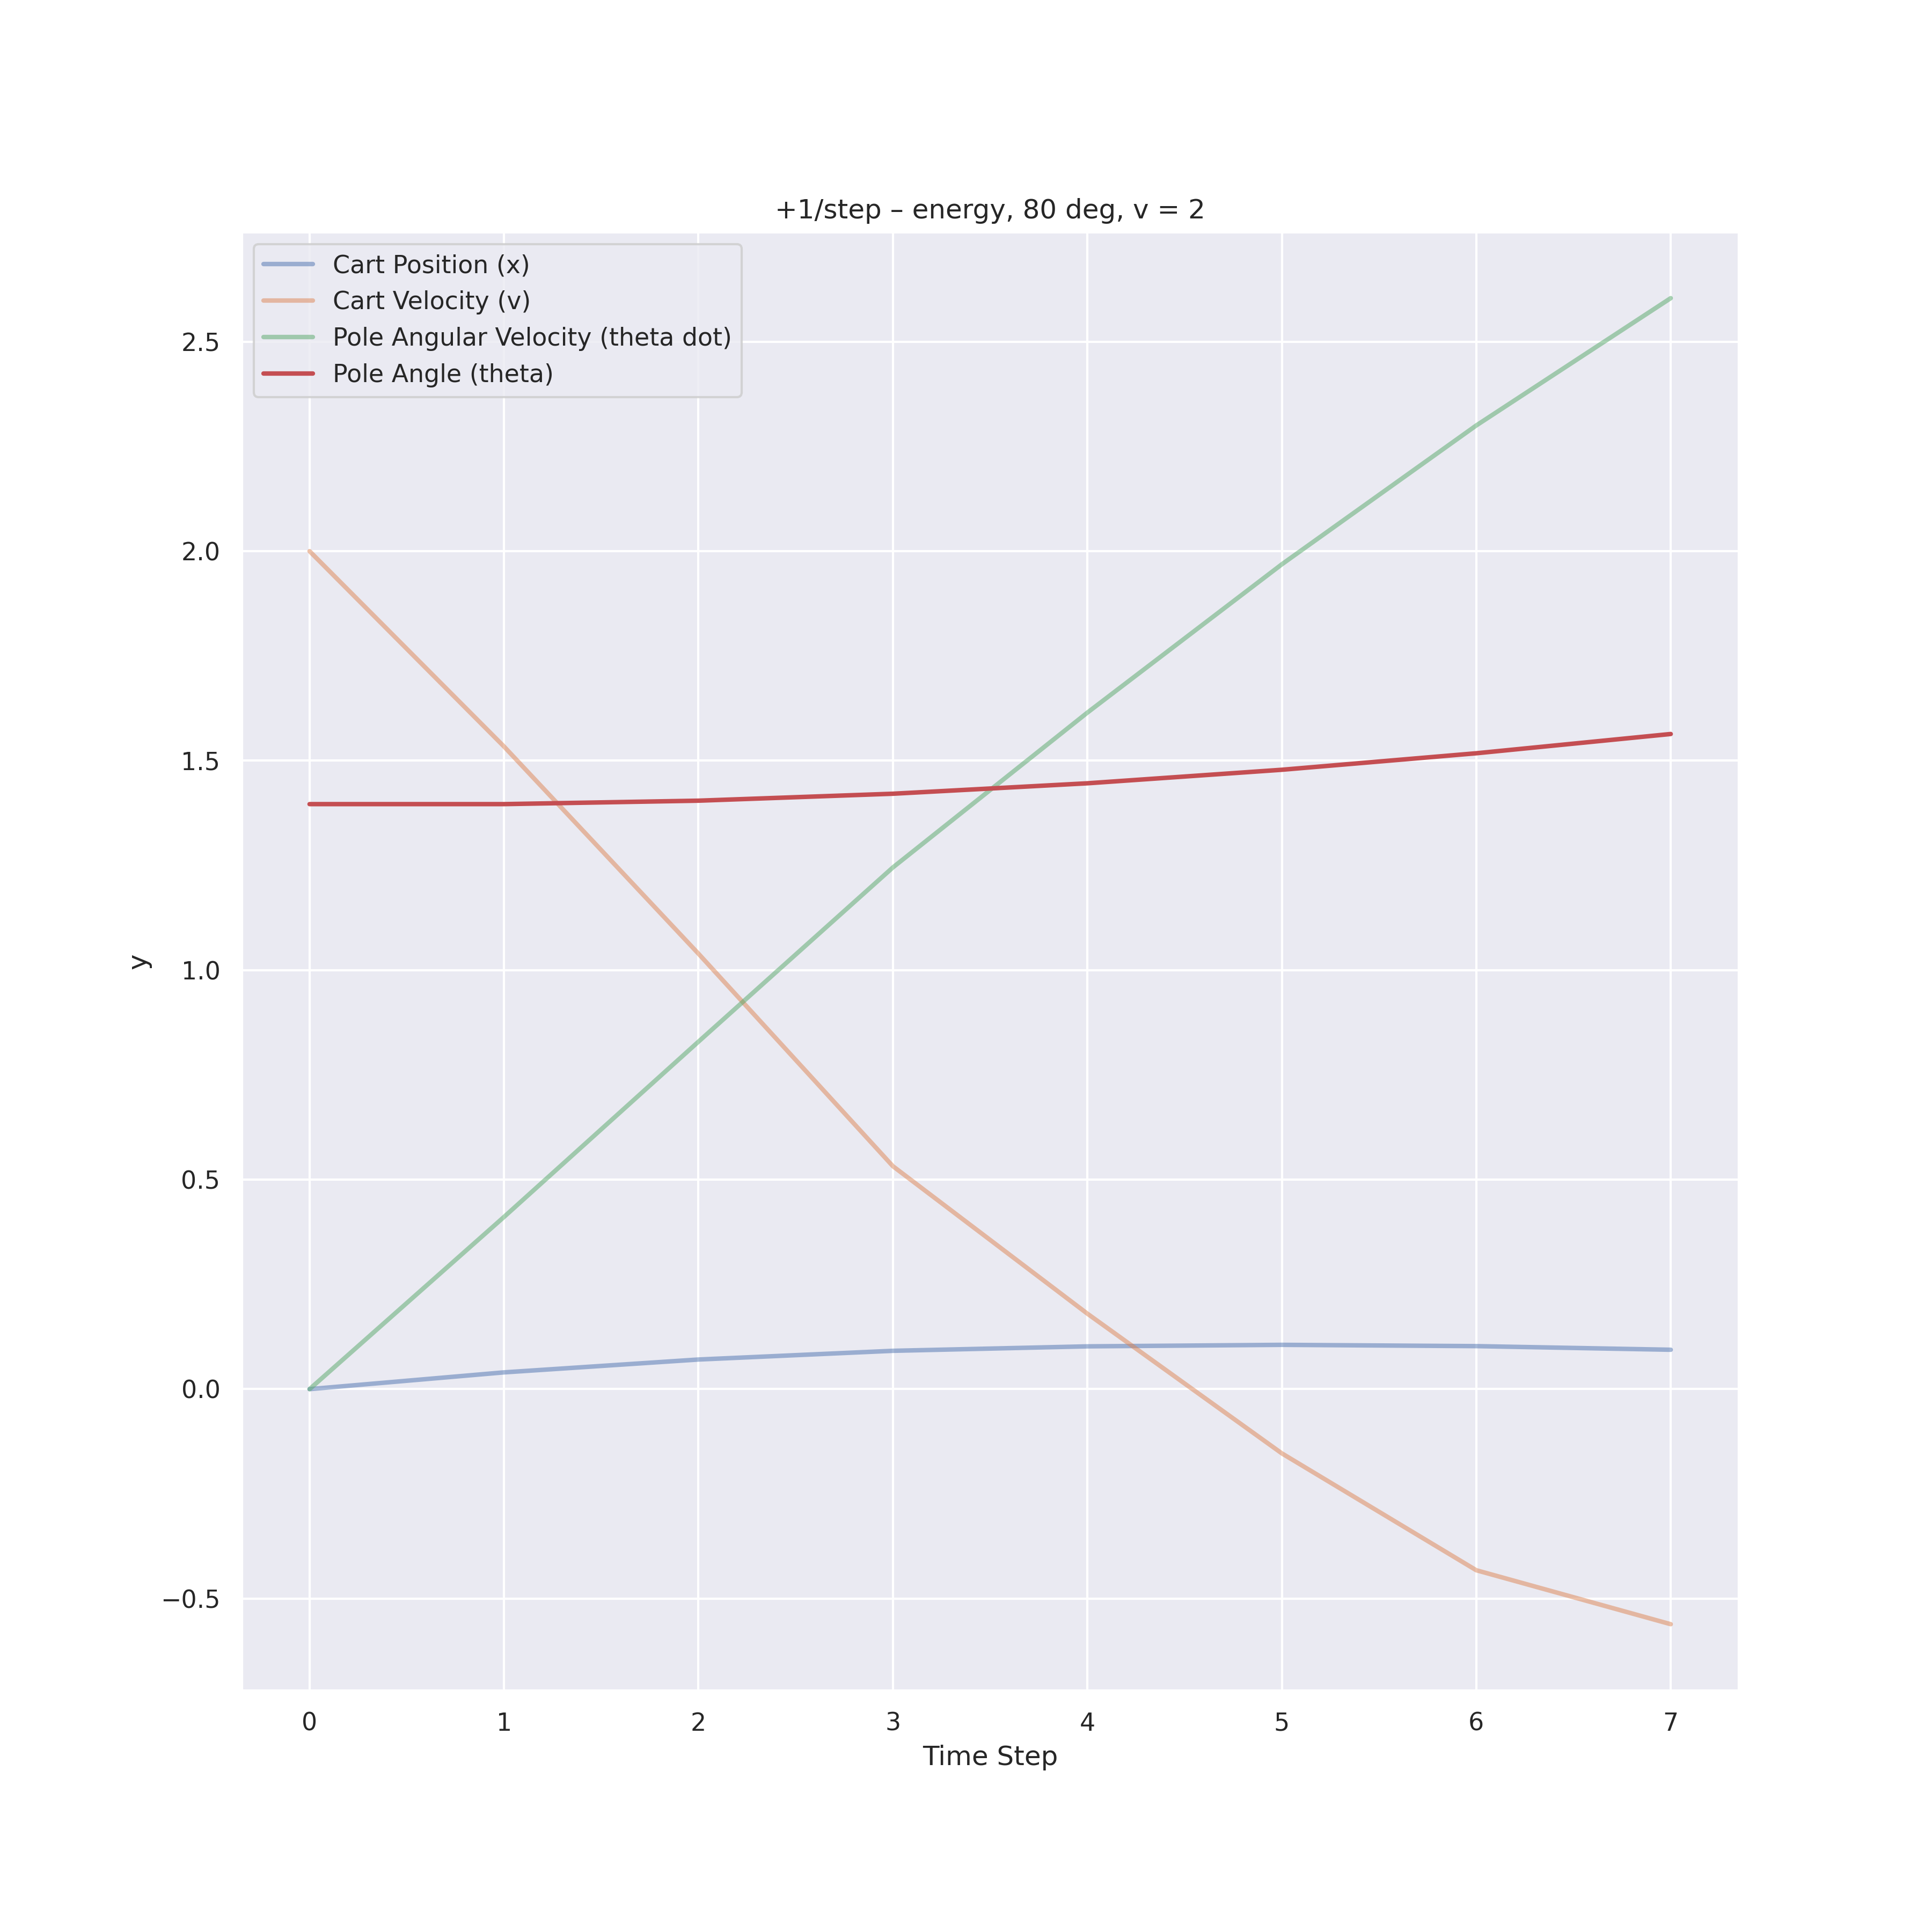 +1/step – energy, 80 deg, v = 2
Cart Position (x)
Cart Velocity (v)
Pole Angular Velocity (theta dot)
Pole Angle (theta)
2.5
2.0
1.5
1.0
0.5
0.0
−0.5
y
0 1 2 3 4 5 6 7
Time Step